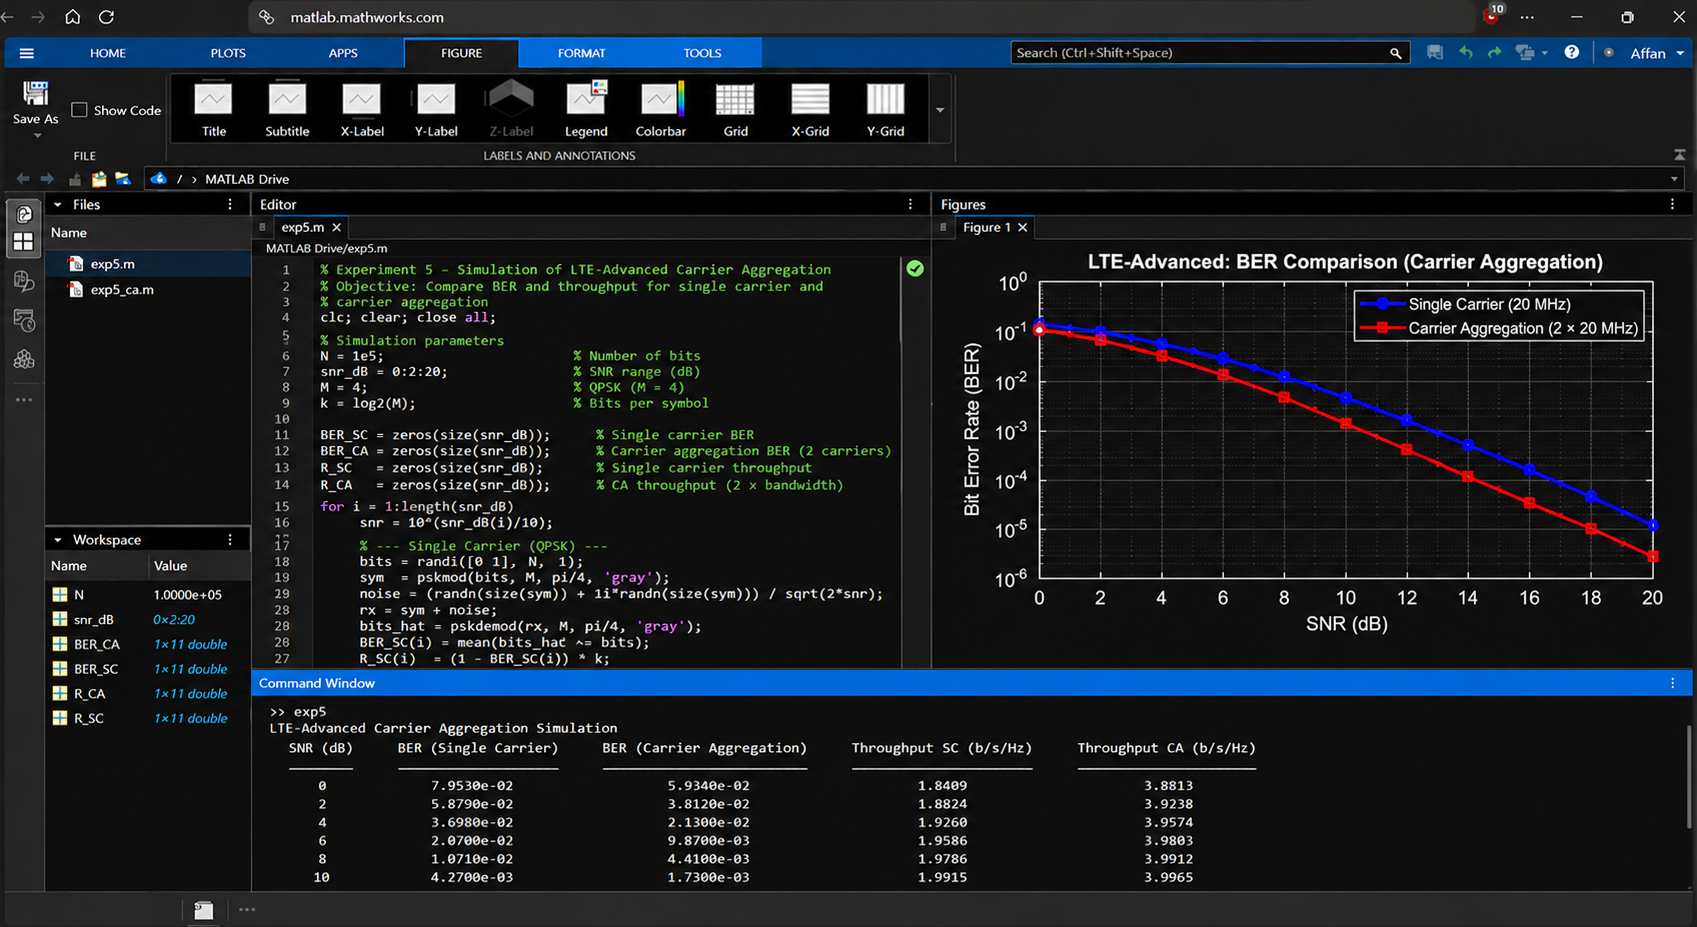 matlab.mathworks.com
10
HOME
PLOTS
APPS
FIGURE
FORMAT
TOOLS
Search (Ctrl+Shift+Space)
Affan
Save As
Show Code
Title
Subtitle
X-Label
Y-Label
Z-Label
Legend
Colorbar
Grid
X-Grid
Y-Grid
FILE
LABELS AND ANNOTATIONS
/ › MATLAB Drive
Files
Name
exp5.m
exp5_ca.m
Workspace
Name Value
N 1.0000e+05
snr_dB 0×2:20
BER_CA 1×11 double
BER_SC 1×11 double
R_CA 1×11 double
R_SC 1×11 double
Editor
exp5.m
MATLAB Drive/exp5.m
1 % Experiment 5 – Simulation of LTE-Advanced Carrier Aggregation
2 % Objective: Compare BER and throughput for single carrier and
3 % carrier aggregation
4 clc; clear; close all;
5 % Simulation parameters
6 N = 1e5; % Number of bits
7 snr_dB = 0:2:20; % SNR range (dB)
8 M = 4; % QPSK (M = 4)
9 k = log2(M); % Bits per symbol
10
11 BER_SC = zeros(size(snr_dB)); % Single carrier BER
12 BER_CA = zeros(size(snr_dB)); % Carrier aggregation BER (2 carriers)
13 R_SC = zeros(size(snr_dB); % Single carrier throughput
14 R_CA = zeros(size(snr_dB)); % CA throughput (2 × bandwidth)
15 for i = 1:length(snr_dB)
16 snr = 10^(snr_dB(i)/10);
17 % --- Single Carrier (QPSK) ---
18 bits = randi([0 1], N, 1);
19 sym = pskmod(bits, M, pi/4, 'gray');
29 noise = (randn(size(sym)) + 1i*randn(size(sym))) / sqrt(2*snr);
28 rx = sym + noise;
28 bits_hat = pskdemod(rx, M, pi/4, 'gray');
26 BER_SC(i) = mean(bits_hat ~= bits);
27 R_SC(i) = (1 - BER_SC(i)) * k;
Figures
Figure 1
LTE-Advanced: BER Comparison (Carrier Aggregation)
Single Carrier (20 MHz)
Carrier Aggregation (2 × 20 MHz)
Bit Error Rate (BER)
10⁰
10⁻¹
10⁻²
10⁻³
10⁻⁴
10⁻⁵
10⁻⁶
0 2 4 6 8 10 12 14 16 18 20
SNR (dB)
Command Window
>> exp5
LTE-Advanced Carrier Aggregation Simulation
SNR (dB) BER (Single Carrier) BER (Carrier Aggregation) Throughput SC (b/s/Hz) Throughput CA (b/s/Hz)
0 7.9530e-02 5.9340e-02 1.8409 3.8813
2 5.8790e-02 3.8120e-02 1.8824 3.9238
4 3.6980e-02 2.1300e-02 1.9260 3.9574
6 2.0700e-02 9.8700e-03 1.9586 3.9803
8 1.0710e-02 4.4100e-03 1.9786 3.9912
10 4.2700e-03 1.7300e-03 1.9915 3.9965